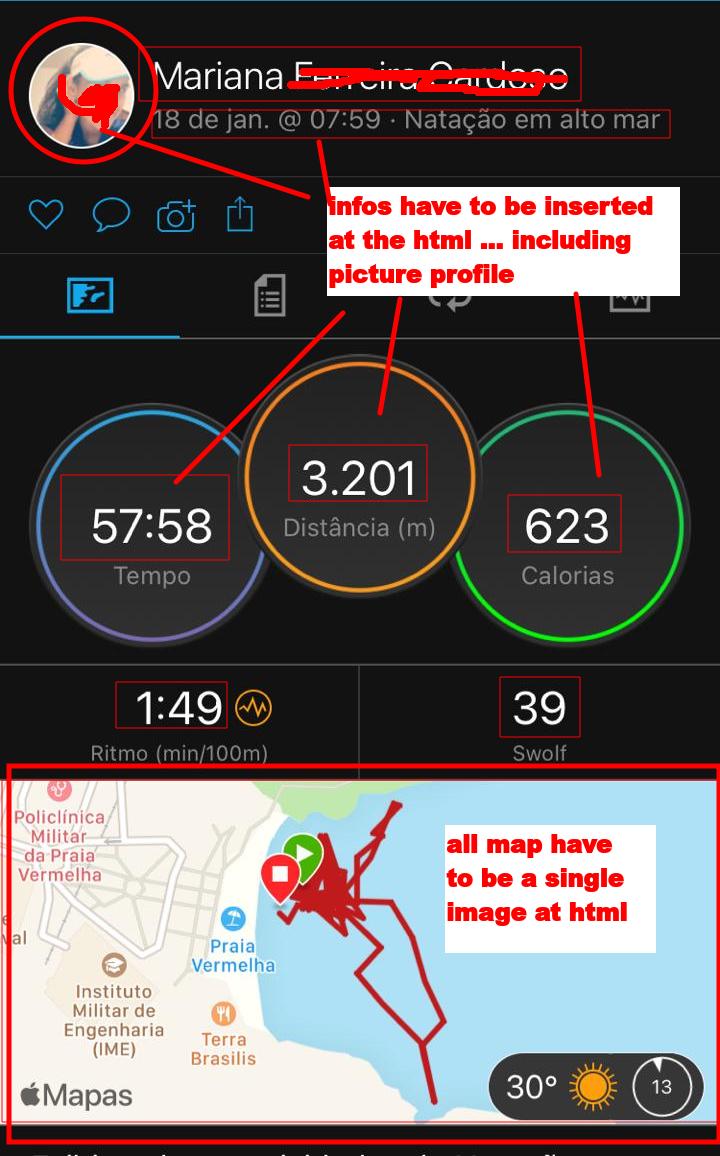 Mariana
18 de jan. @ 07:59 · Natação em alto mar
infos have to be inserted
at the html ... including
picture profile
3.201
Distância (m)
57:58
Tempo
623
Calorias
1:49
Ritmo (min/100m)
39
Swolf
Policlínica
Militar
da Praia
Vermelha
all map have
to be a single
image at html
Praia
Vermelha
Instituto
Militar de
Engenharia
(IME)
Terra
Brasilis
Mapas
30°
13